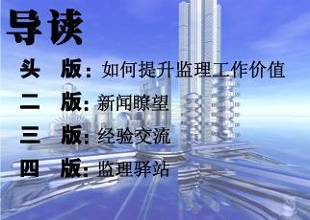 导读
头 版：如何提升监理工作价值
二 版：新闻瞭望
三 版：经验交流
四 版：监理驿站